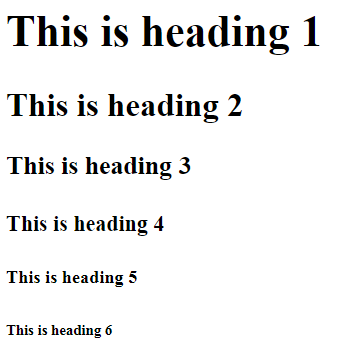 This is heading 1
This is heading 2
This is heading 3
This is heading 4
This is heading 5
This is heading 6